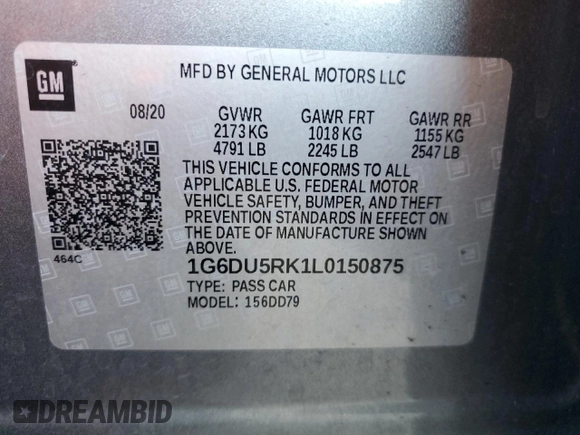 GM
MFD BY GENERAL MOTORS LLC
08/20 GVWR GAWR FRT GAWR RR
2173 KG 1018 KG 1155 KG
4791 LB 2245 LB 2547 LB
THIS VEHICLE CONFORMS TO ALL
APPLICABLE U.S. FEDERAL MOTOR
VEHICLE SAFETY, BUMPER, AND THEFT
PREVENTION STANDARDS IN EFFECT ON
THE DATE OF MANUFACTURE SHOWN
ABOVE.
464C
1G6DU5RK1L0150875
TYPE: PASS CAR
MODEL: 156DD79
DREAMBID